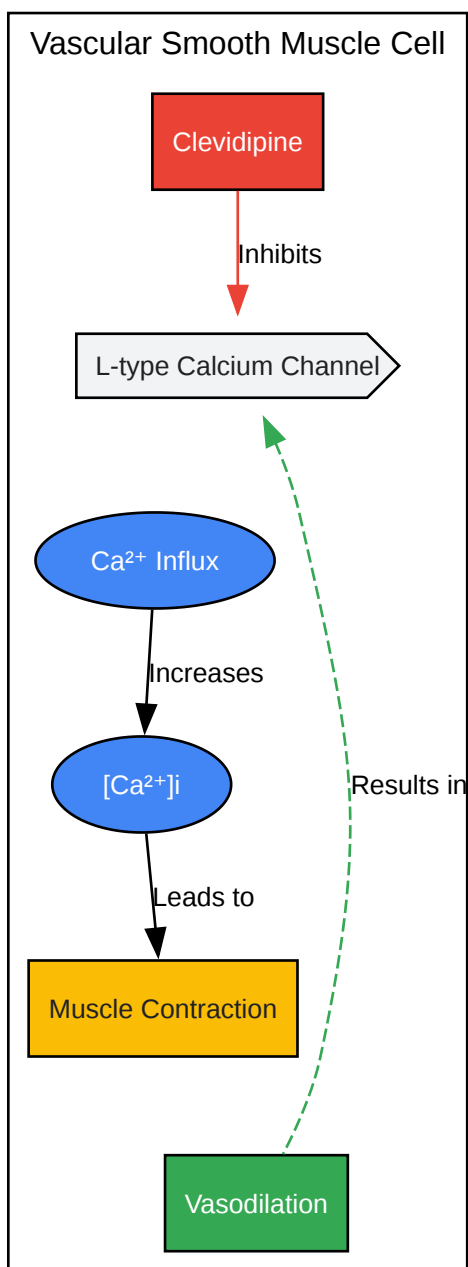 Vascular Smooth Muscle Cell
Clevidipine
Inhibits
L-type Calcium Channel
Ca²⁺ Influx
Increases
[Ca²⁺]i
Results in
Leads to
Muscle Contraction
Vasodilation